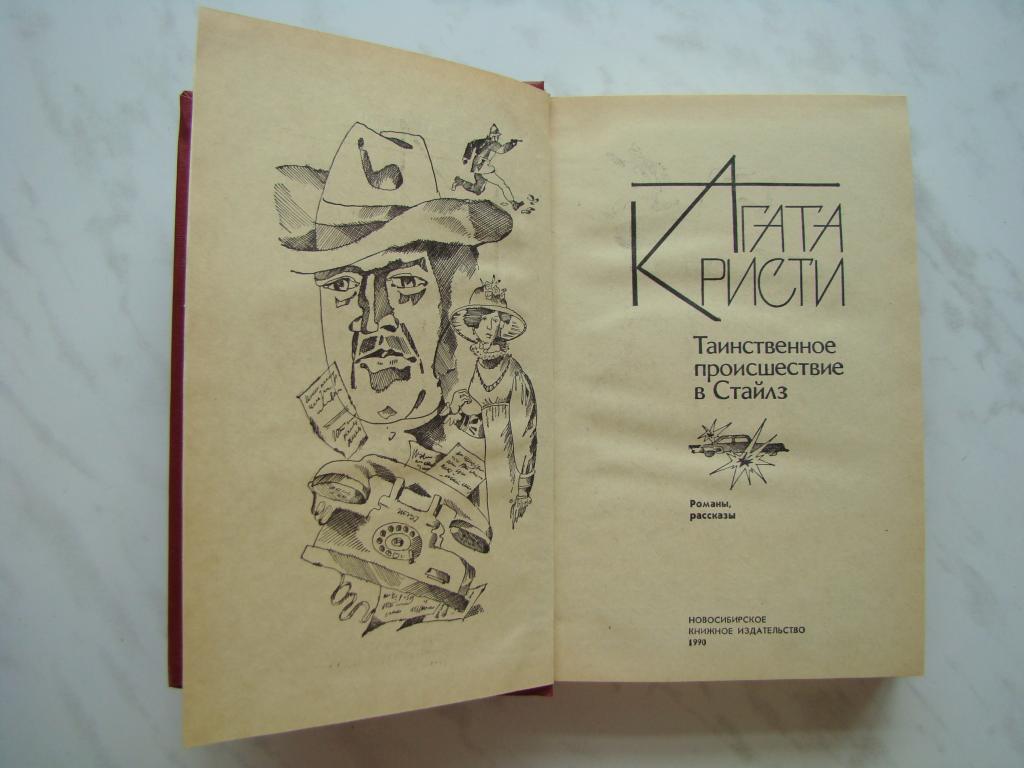 Агата
Кристи
Таинственное
происшествие
в Стайлз
Романы,
рассказы
НОВОСИБИРСКОЕ
КНИЖНОЕ ИЗДАТЕЛЬСТВО
1990